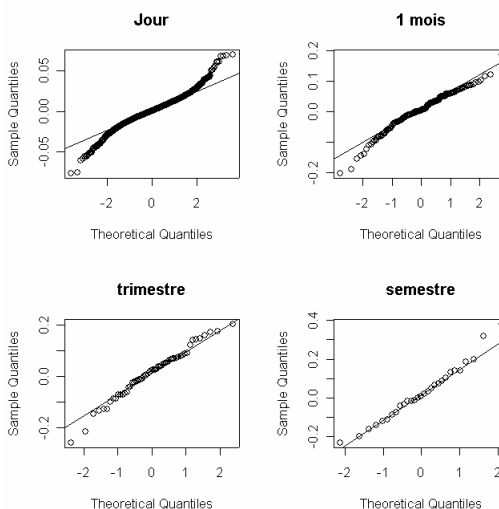 Jour
Sample Quantiles
0.05
-0.05
-2
0
2
Theoretical Quantiles
1 mois
Sample Quantiles
0.2
0.1
0.0
-0.2
-3
-2
-1
0
1
2
Theoretical Quantiles
trimestre
Sample Quantiles
0.2
0.0
-0.2
-2
-1
0
1
2
Theoretical Quantiles
semestre
Sample Quantiles
0.4
0.2
0.0
-0.2
-2
-1
0
1
2
Theoretical Quantiles